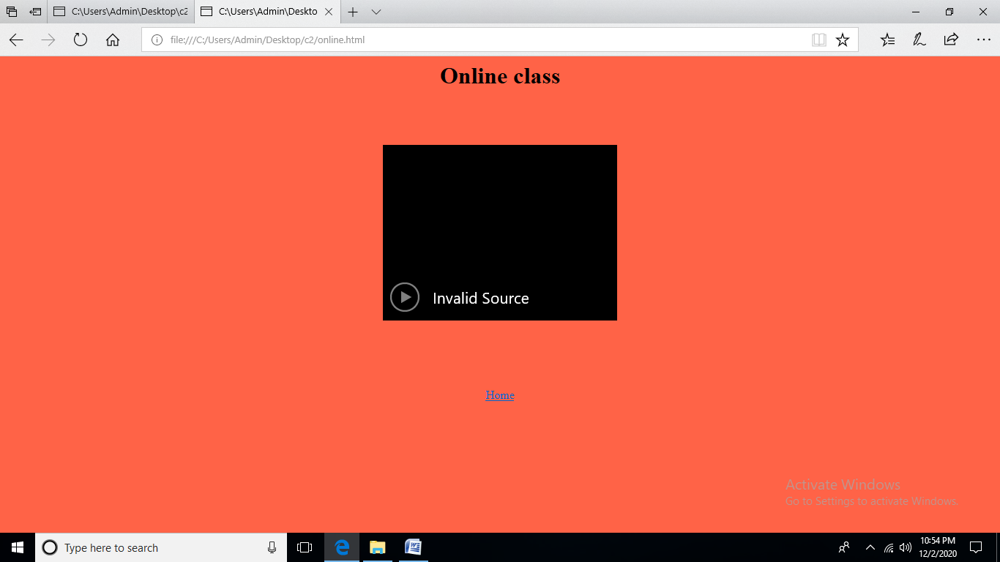 C:\Users\Admin\Desktop\c2
C:\Users\Admin\Deskto
file:///C:/Users/Admin/Desktop/c2/online.html
Online class
Invalid Source
Home
Activate Windows
Go to Settings to activate Windows.
Type here to search
10:54 PM
12/2/2020